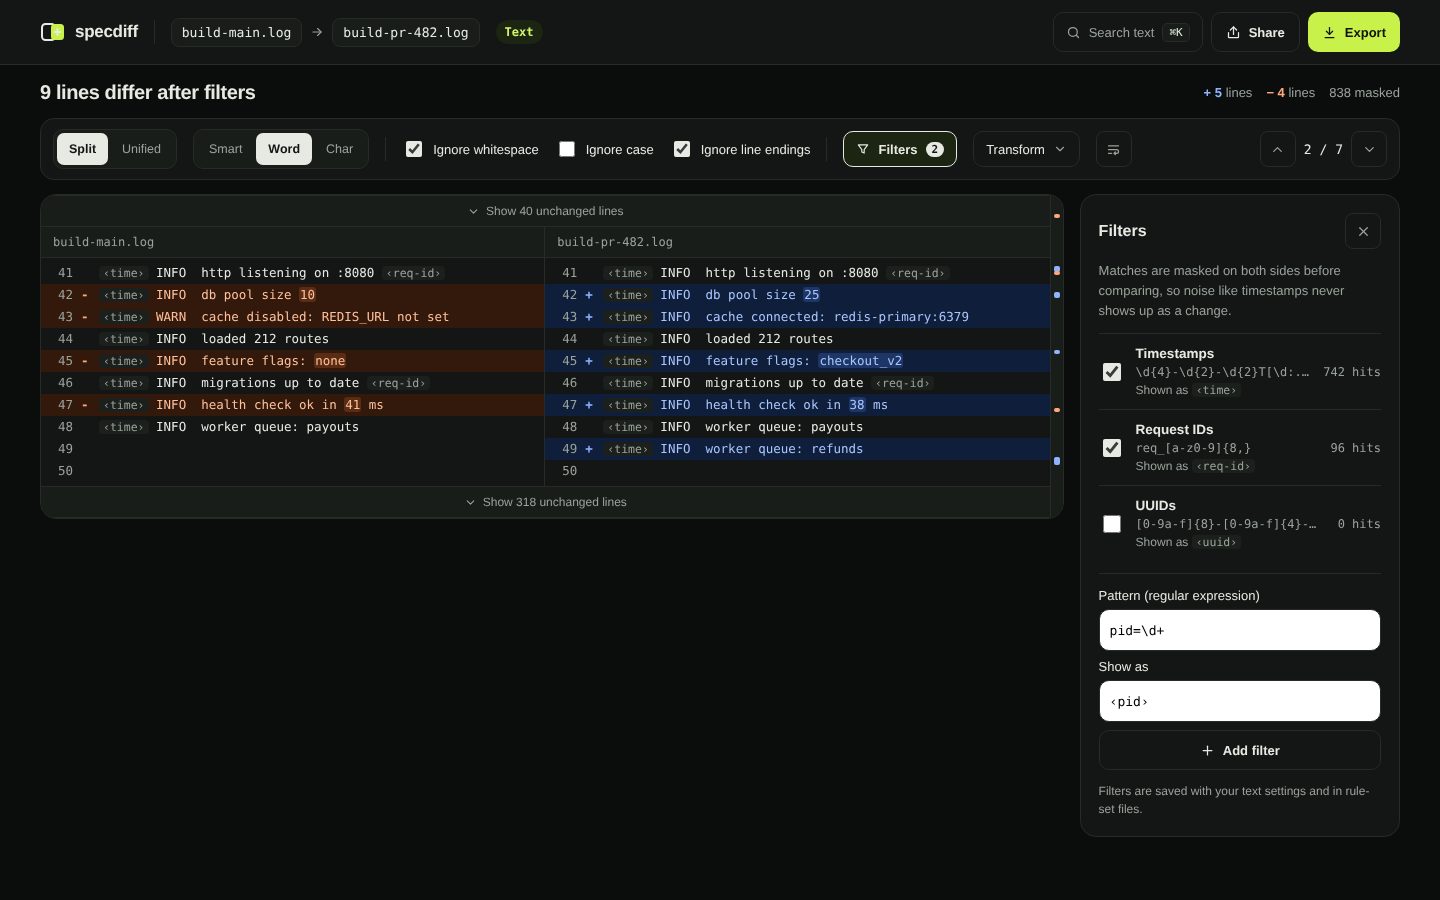 specdiff build-main.log → build-pr-482.log Text Search text ⌘K Share Export
9 lines differ after filters
+ 5 lines − 4 lines 838 masked
Split Unified Smart Word Char Ignore whitespace Ignore case Ignore line endings Filters 2 Transform 2 / 7
Show 40 unchanged lines
build-main.log build-pr-482.log
41 ‹time› INFO http listening on :8080 ‹req-id› 41 ‹time› INFO http listening on :8080 ‹req-id›
42 - ‹time› INFO db pool size 10 42 + ‹time› INFO db pool size 25
43 - ‹time› WARN cache disabled: REDIS_URL not set 43 + ‹time› INFO cache connected: redis-primary:6379
44 ‹time› INFO loaded 212 routes 44 ‹time› INFO loaded 212 routes
45 - ‹time› INFO feature flags: none 45 + ‹time› INFO feature flags: checkout_v2
46 ‹time› INFO migrations up to date ‹req-id› 46 ‹time› INFO migrations up to date ‹req-id›
47 - ‹time› INFO health check ok in 41 ms 47 + ‹time› INFO health check ok in 38 ms
48 ‹time› INFO worker queue: payouts 48 ‹time› INFO worker queue: payouts
49 49 + ‹time› INFO worker queue: refunds
50 50
Show 318 unchanged lines
Filters
Matches are masked on both sides before
comparing, so noise like timestamps never
shows up as a change.
Timestamps
\d{4}-\d{2}-\d{2}T[\d:.… 742 hits
Shown as ‹time›
Request IDs
req_[a-z0-9]{8,} 96 hits
Shown as ‹req-id›
UUIDs
[0-9a-f]{8}-[0-9a-f]{4}-… 0 hits
Shown as ‹uuid›
Pattern (regular expression)
pid=\d+
Show as
‹pid›
Add filter
Filters are saved with your text settings and in rule-
set files.